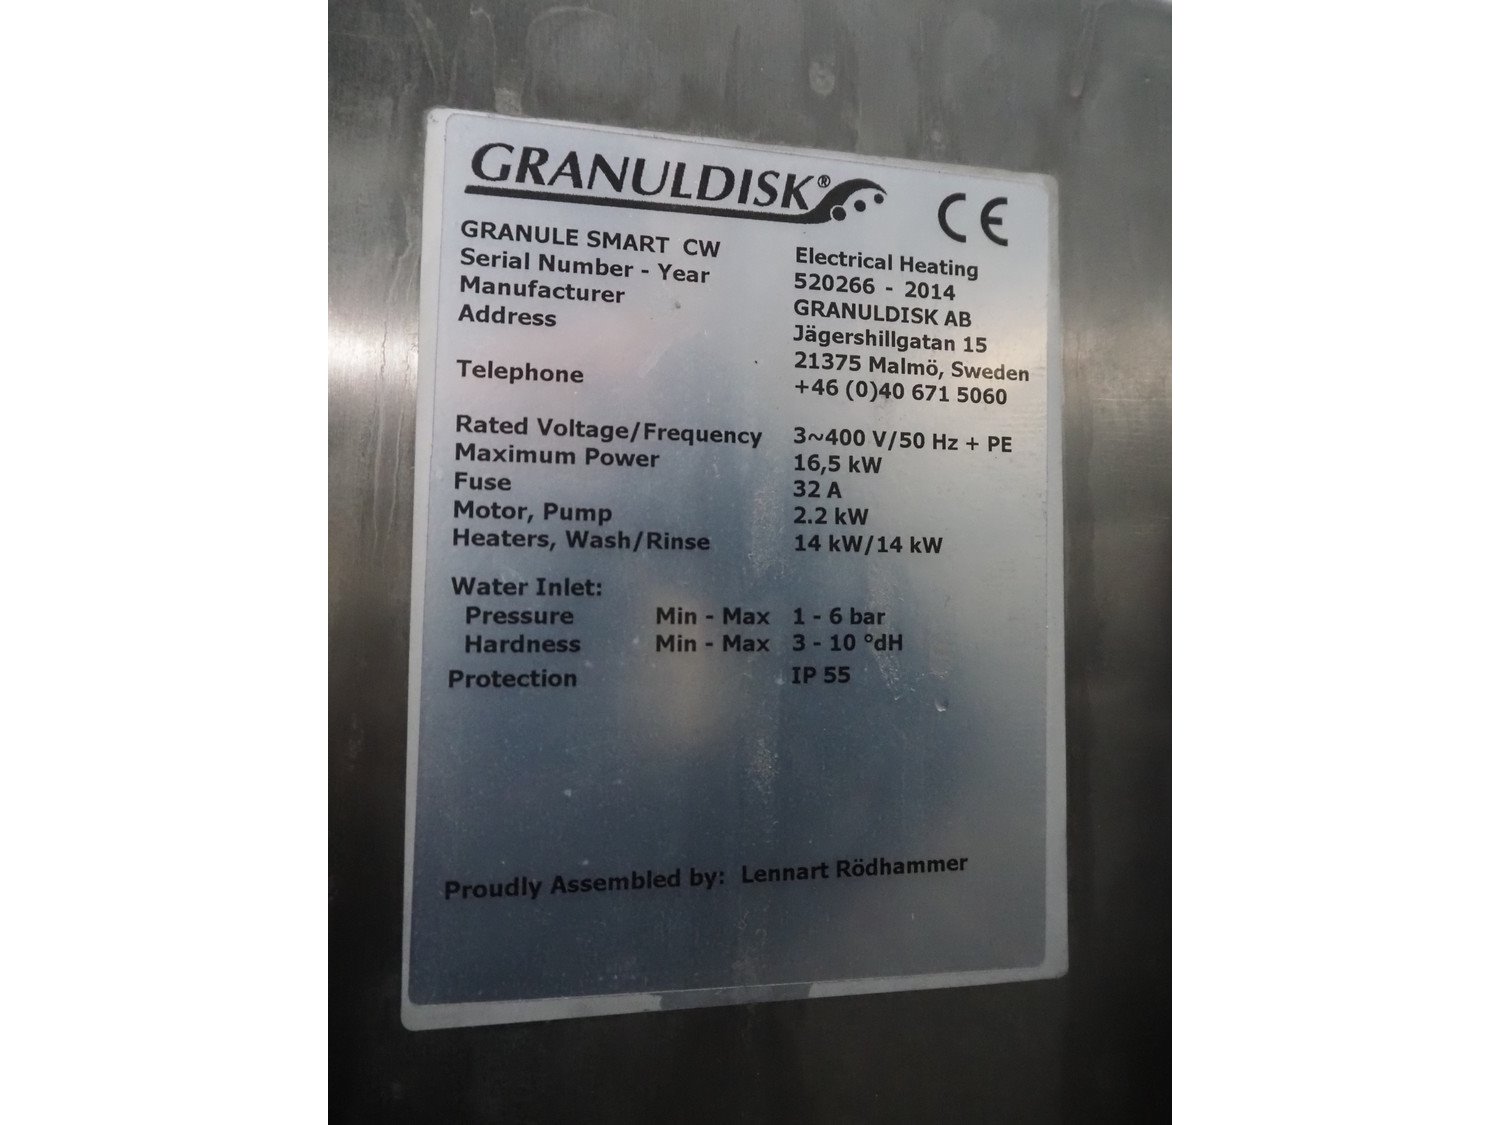 GRANULDISK®
CE
GRANULE SMART CW Electrical Heating
Serial Number - Year 520266 - 2014
Manufacturer GRANULDISK AB
Address Jägershillgatan 15
21375 Malmö, Sweden
Telephone +46 (0)40 671 5060
Rated Voltage/Frequency 3~400 V/50 Hz + PE
Maximum Power 16,5 kW
Fuse 32 A
Motor, Pump 2.2 kW
Heaters, Wash/Rinse 14 kW/14 kW
Water Inlet:
Pressure Min - Max 1 - 6 bar
Hardness Min - Max 3 - 10 °dH
Protection IP 55
Proudly Assembled by: Lennart Rödhammer